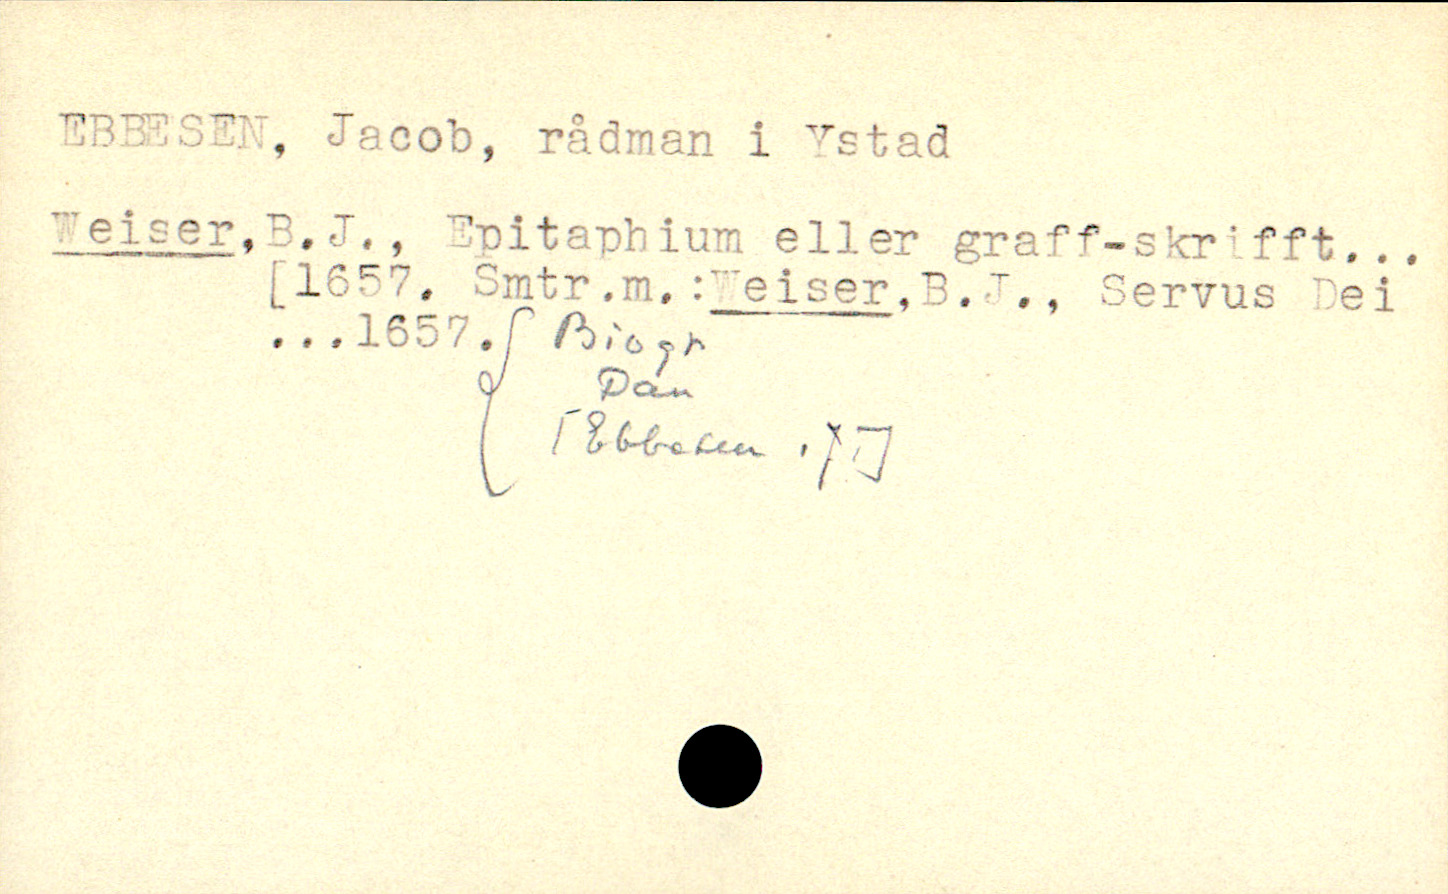 EBBESEN, Jacob, rådman i Ystad
Weiser,B.J., Epitaphium eller graff-skrifft...
[1657. Smtr.m.:Weiser,B.J., Servus Dei
...1657.
Biogr
Dan
[Ebbesen